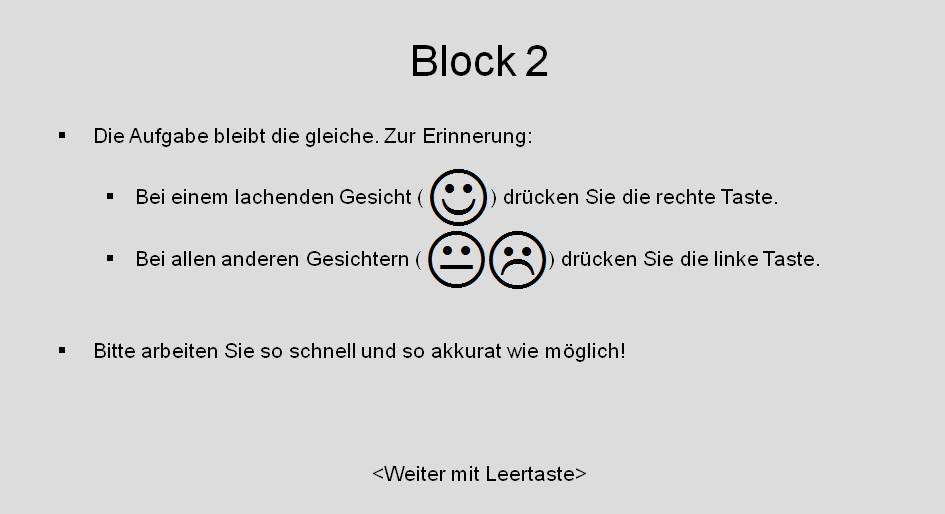 Block 2
Die Aufgabe bleibt die gleiche. Zur Erinnerung:
Bei einem lachenden Gesicht ( ) drücken Sie die rechte Taste.
Bei allen anderen Gesichtern ( ) drücken Sie die linke Taste.
Bitte arbeiten Sie so schnell und so akkurat wie möglich!
<Weiter mit Leertaste>